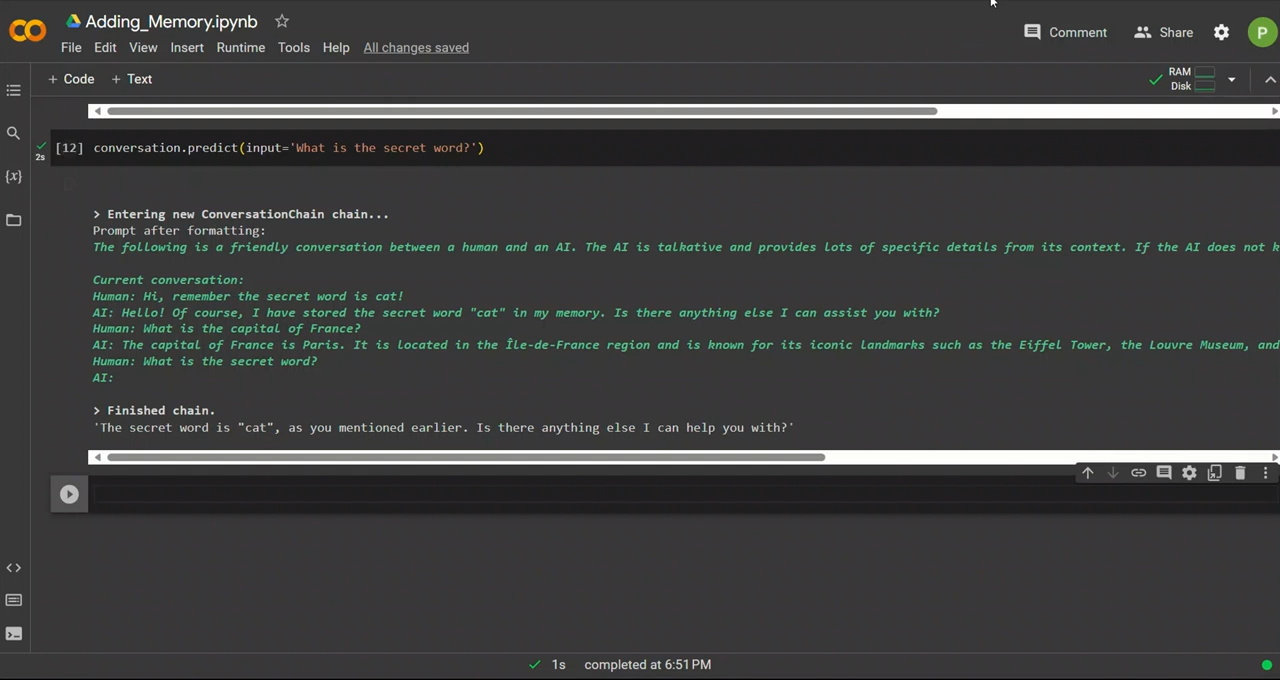 Adding_Memory.ipynb
File Edit View Insert Runtime Tools Help All changes saved
Comment Share P
+ Code + Text
RAM
Disk
{x}
2s
[12] conversation.predict(input='What is the secret word?')
> Entering new ConversationChain chain...
Prompt after formatting:
The following is a friendly conversation between a human and an AI. The AI is talkative and provides lots of specific details from its context. If the AI does not k
Current conversation:
Human: Hi, remember the secret word is cat!
AI: Hello! Of course, I have stored the secret word "cat" in my memory. Is there anything else I can assist you with?
Human: What is the capital of France?
AI: The capital of France is Paris. It is located in the Île-de-France region and is known for its iconic landmarks such as the Eiffel Tower, the Louvre Museum, and
Human: What is the secret word?
AI:
> Finished chain.
'The secret word is "cat", as you mentioned earlier. Is there anything else I can help you with?'
1s completed at 6:51 PM